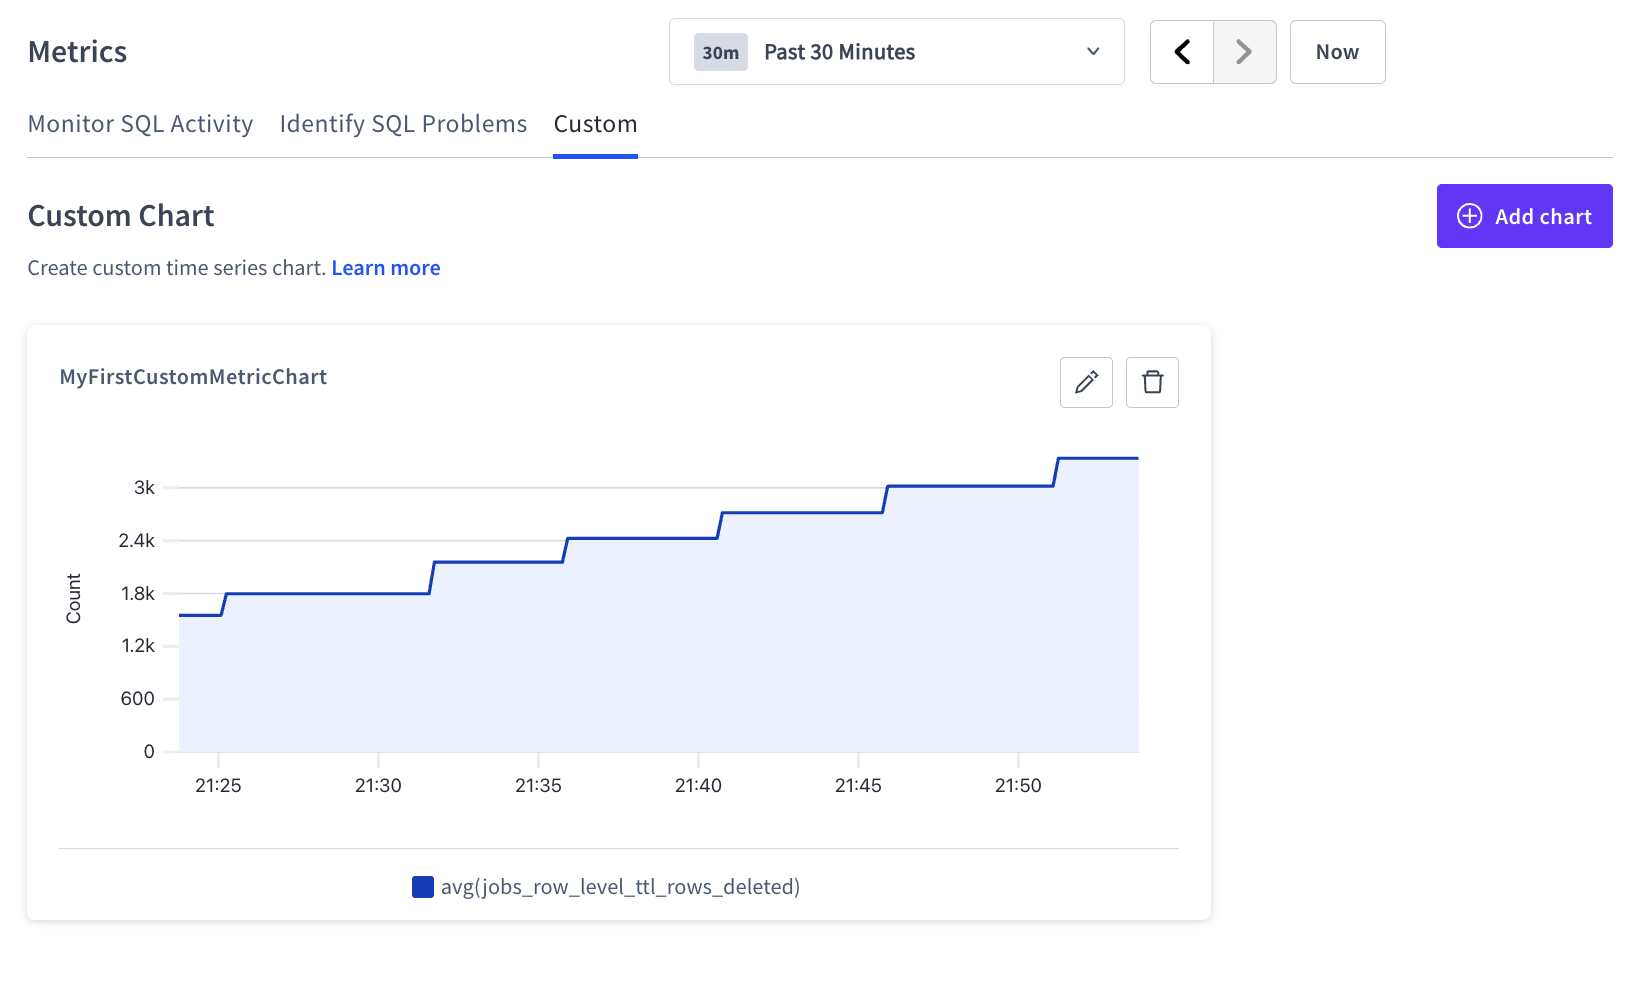 Metrics
30m Past 30 Minutes
Now
Monitor SQL Activity Identify SQL Problems Custom
Custom Chart
Add chart
Create custom time series chart. Learn more
MyFirstCustomMetricChart
3k
2.4k
1.8k
1.2k
600
0
Count
21:25 21:30 21:35 21:40 21:45 21:50
avg(jobs_row_level_ttl_rows_deleted)